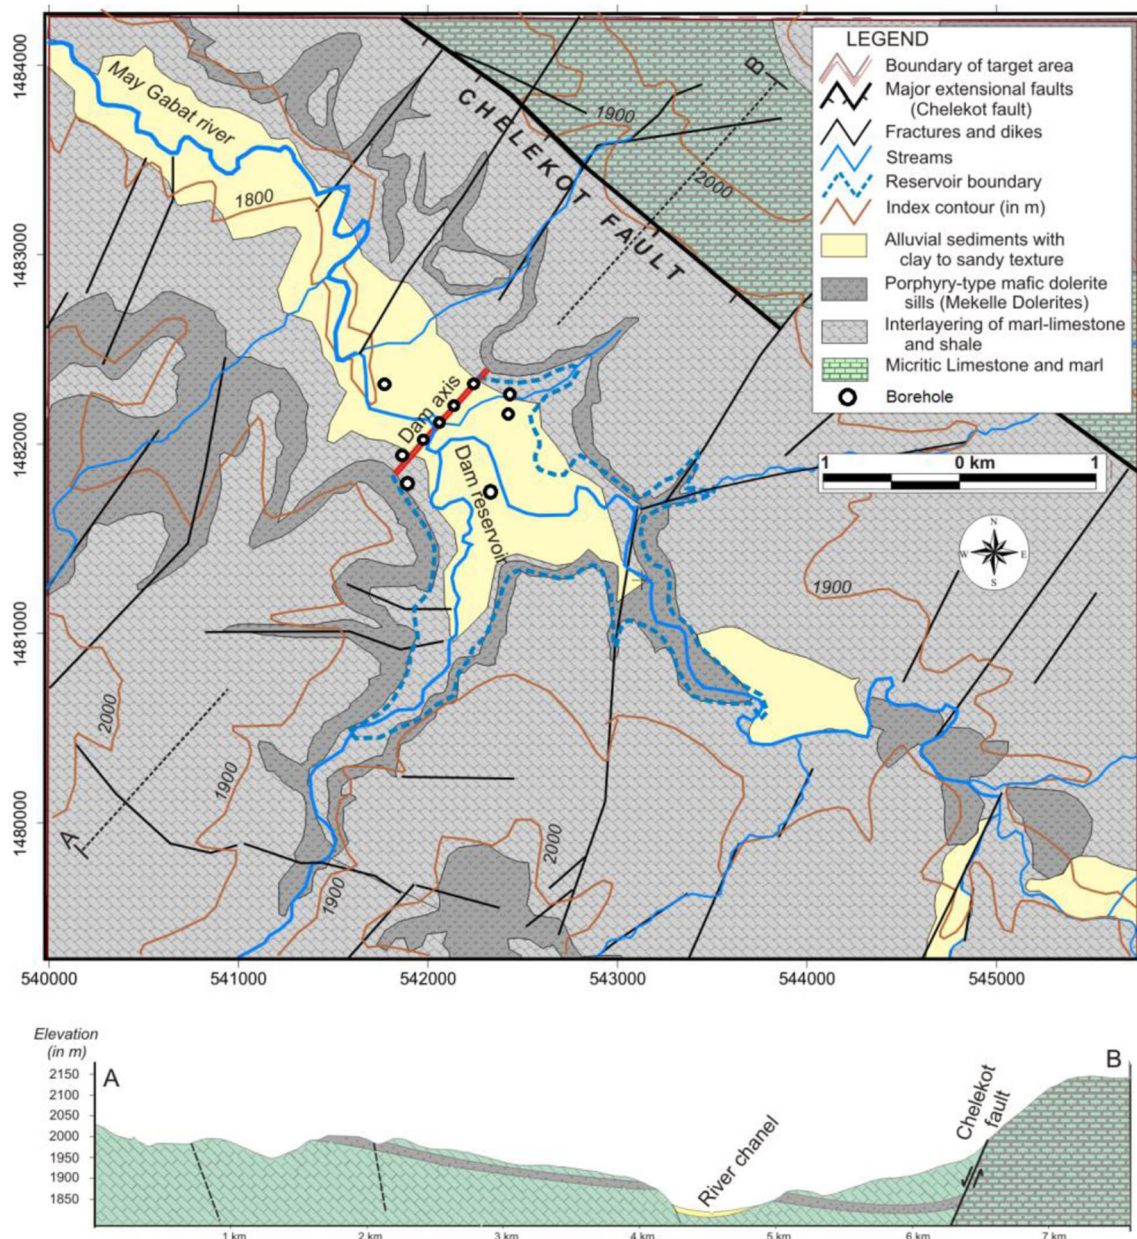 1484000
1483000
1482000
1481000
1480000
May Gabat river
1800
CHELEKOT FAULT
1900
B
2000
LEGEND
Boundary of target area
Major extensional faults
(Chelekot fault)
Fractures and dikes
Streams
Reservoir boundary
Index contour (in m)
Alluvial sediments with
clay to sandy texture
Porphyry-type mafic dolerite
sills (Mekelle Dolerites)
Interlayering of marl-limestone
and shale
Micritic Limestone and marl
Borehole
1 0 km 1
N
W E
S
Dam axis
Dam reservoir
1900
2000
1900
A
1900
2000
540000 541000 542000 543000 544000 545000
Elevation
(in m)
A
B
2150
2100
2050
2000
1950
1900
1850
River chanel
Chelekot
fault
1 km 2 km 3 km 4 km 5 km 6 km 7 km